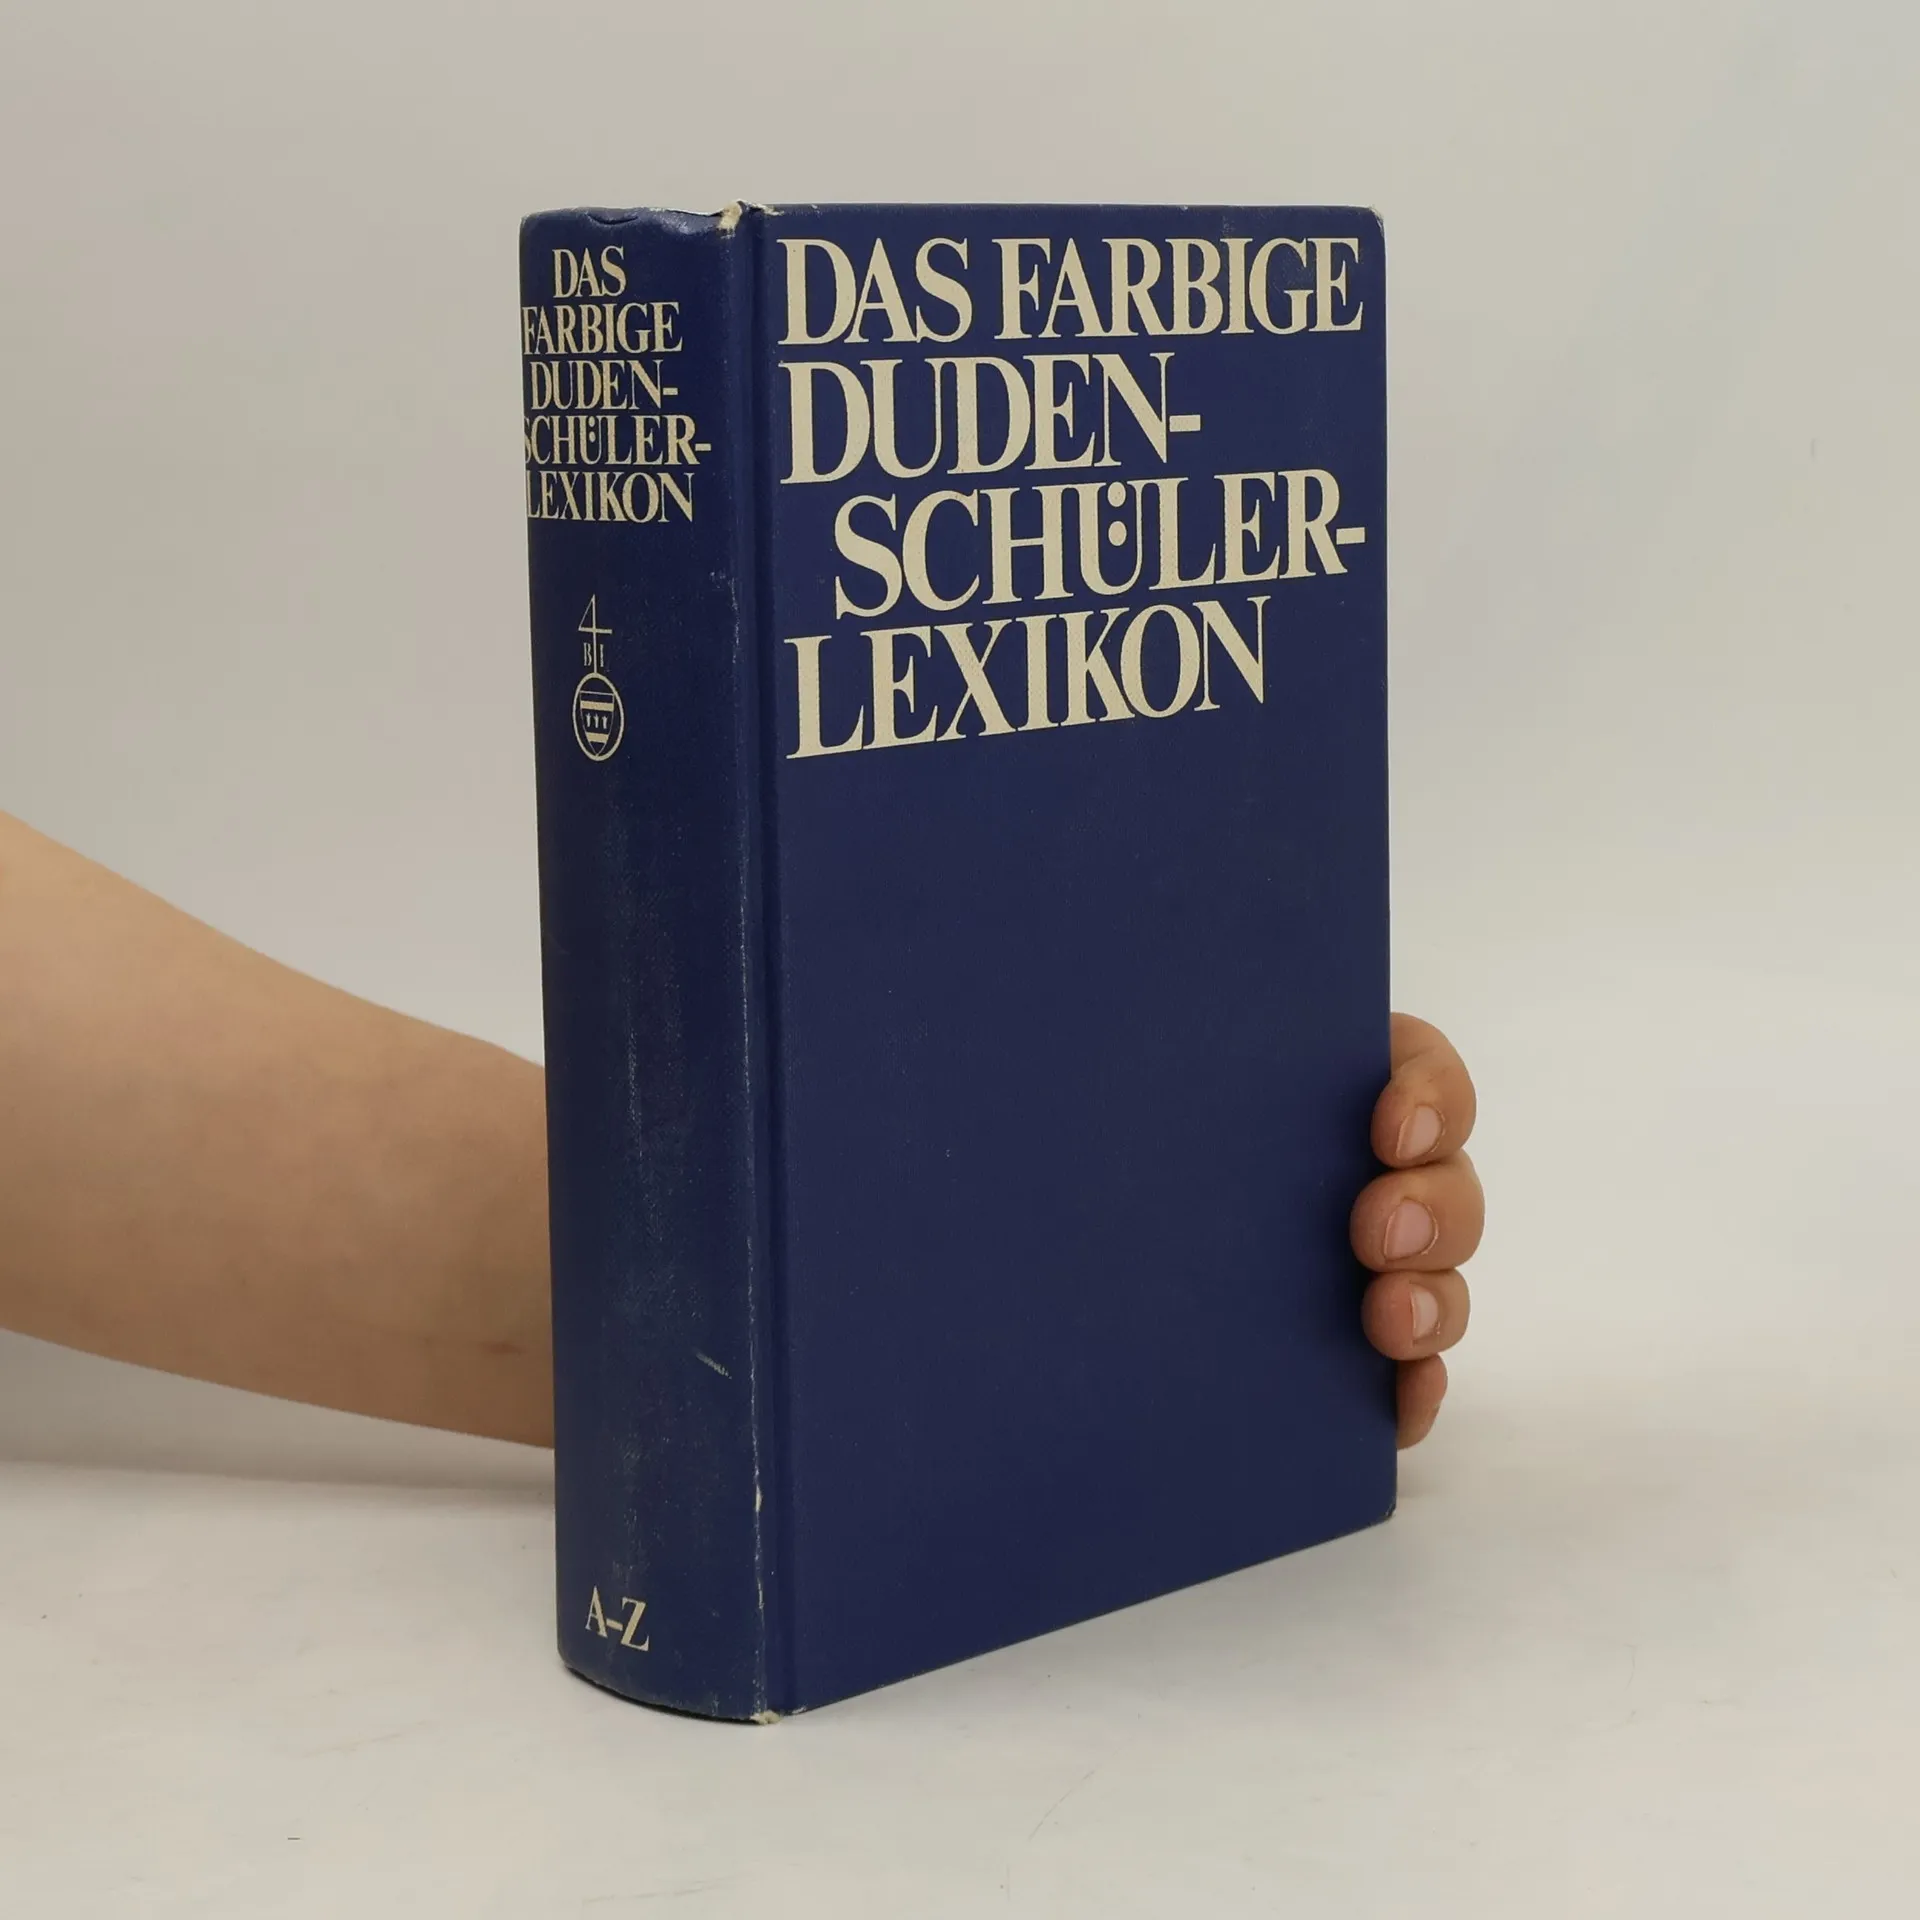 DAS
FARBIGE
DUDEN-
SCHÜLER-
LEXIKON
B I
A–Z
DAS FARBIGE
DUDEN-
SCHÜLER-
LEXIKON